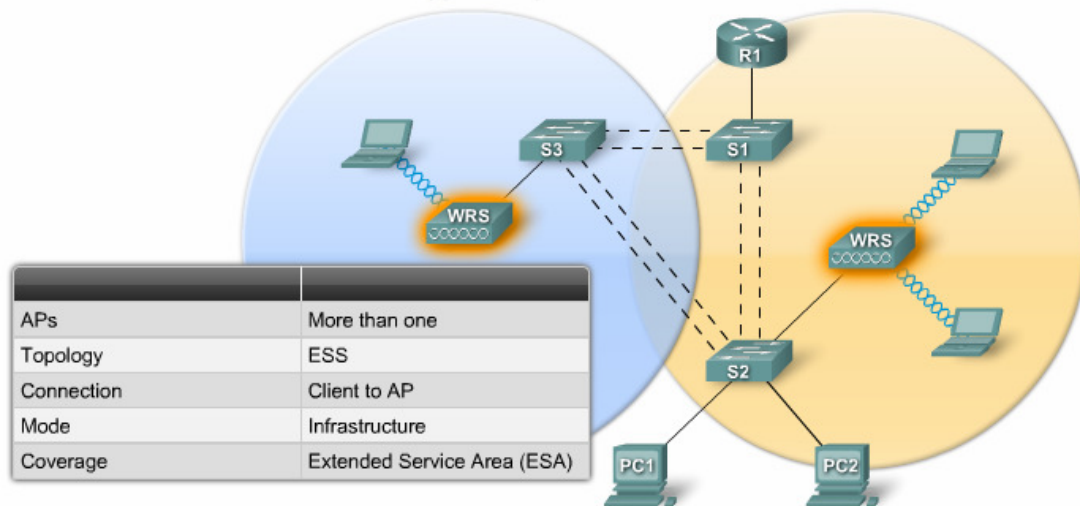 R1
S3
S1
WRS
WRS
APs More than one
Topology ESS
Connection Client to AP
Mode Infrastructure
Coverage Extended Service Area (ESA)
S2
PC1
PC2